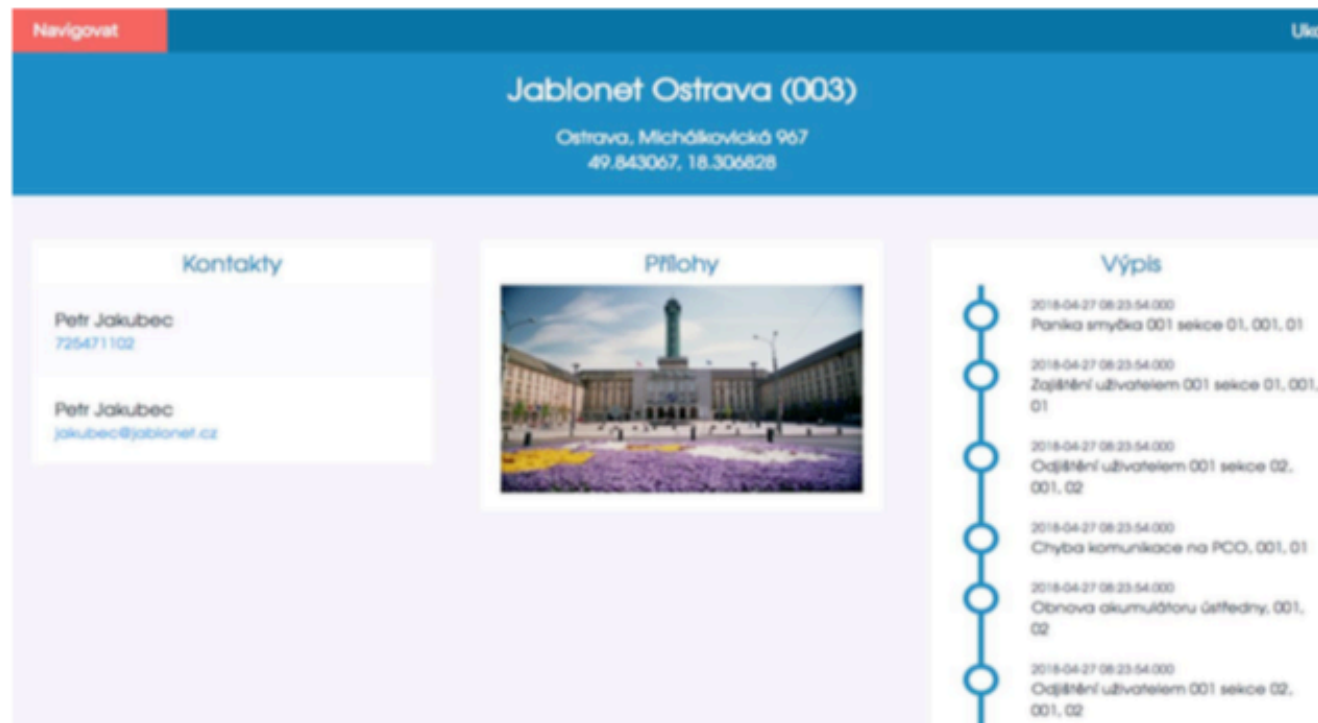 Navigovat
Jablonet Ostrava (003)
Ostrava, Michálkovická 967
49.843067, 18.306828
Kontakty
Petr Jakubec
725471102
Petr Jakubec
jakubec@jablonet.cz
Přílohy
Výpis
2018-04-27 08:23:54.000
Panika smyčka 001 sekce 01, 001, 01
2018-04-27 08:23:54.000
Zajištění uživatelem 001 sekce 01, 001,
01
2018-04-27 08:23:54.000
Odjištění uživatelem 001 sekce 02,
001, 02
2018-04-27 08:23:54.000
Chyba komunikace na PCO, 001, 01
2018-04-27 08:23:54.000
Obnova akumulátoru ústředny, 001,
02
2018-04-27 08:23:54.000
Odjištění uživatelem 001 sekce 02,
001, 02